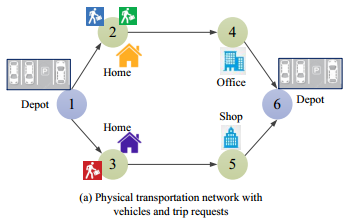 2
4
Home
Office
P
P
Depot
1
6
Depot
Shop
Home
3
5
(a) Physical transportation network with
vehicles and trip requests